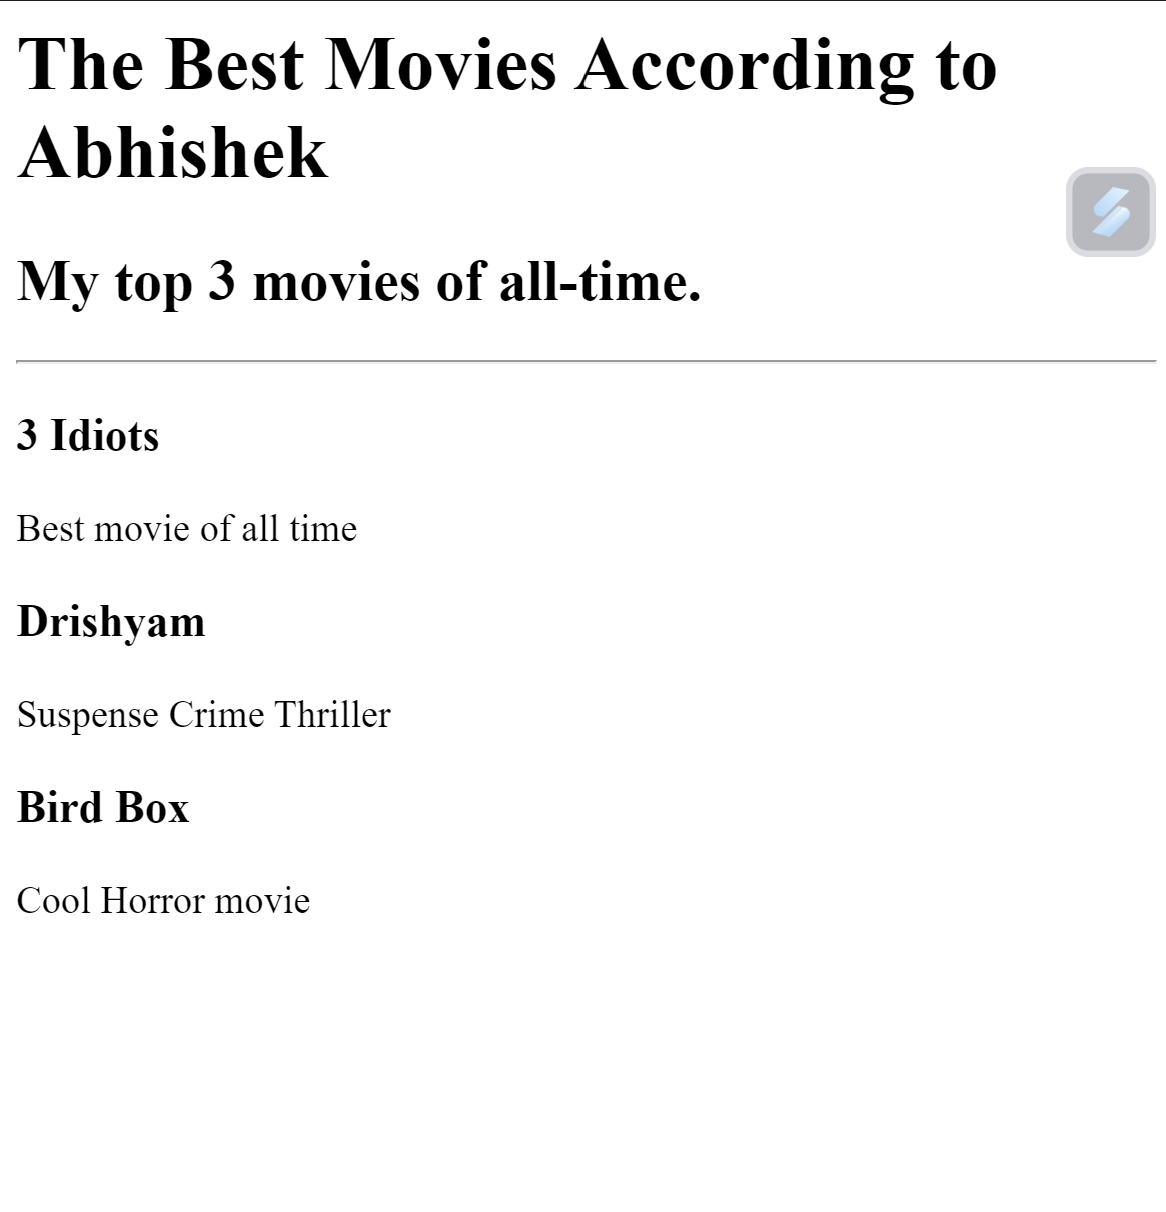 The Best Movies According to
Abhishek
My top 3 movies of all-time.
3 Idiots
Best movie of all time
Drishyam
Suspense Crime Thriller
Bird Box
Cool Horror movie